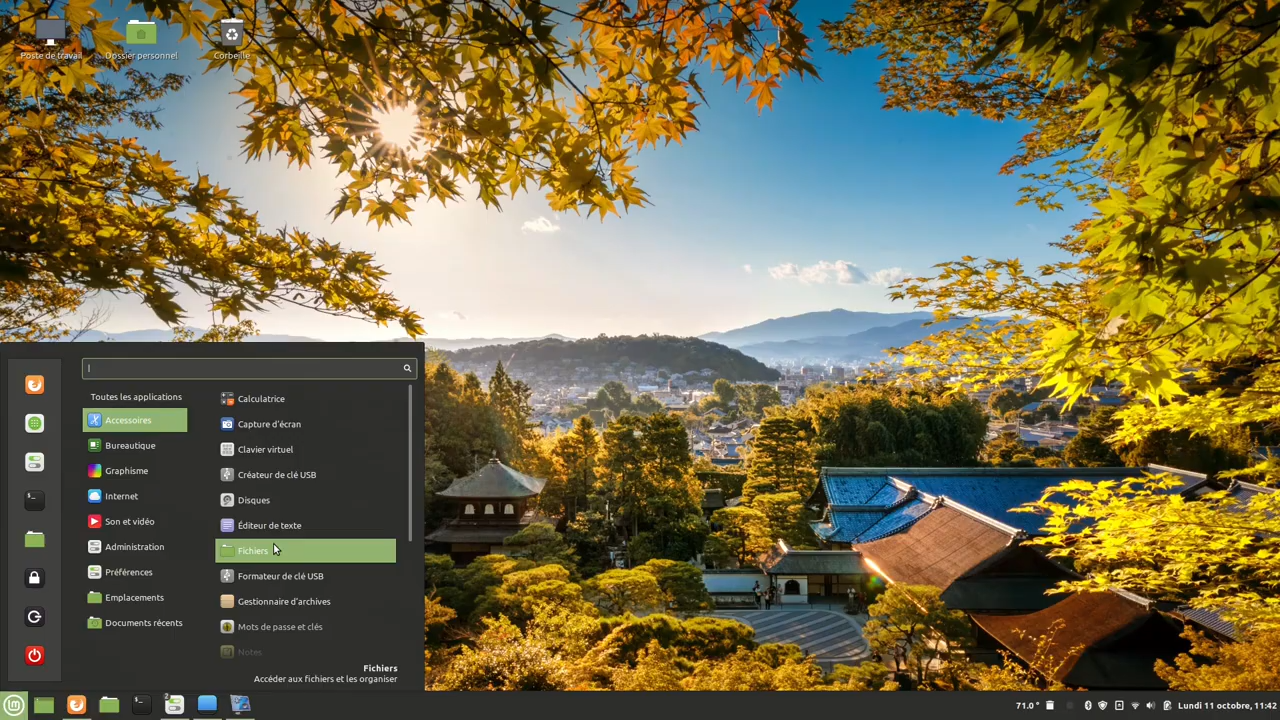 Poste de travail
Dossier personnel
Corbeille
Toutes les applications
Accessoires
Bureautique
Graphisme
Internet
Son et vidéo
Administration
Préférences
Emplacements
Documents récents
Calculatrice
Capture d'écran
Clavier virtuel
Créateur de clé USB
Disques
Éditeur de texte
Fichiers
Formateur de clé USB
Gestionnaire d'archives
Mots de passe et clés
Notes
Fichiers
Accéder aux fichiers et les organiser
2
71.0 °
Lundi 11 octobre, 11:42